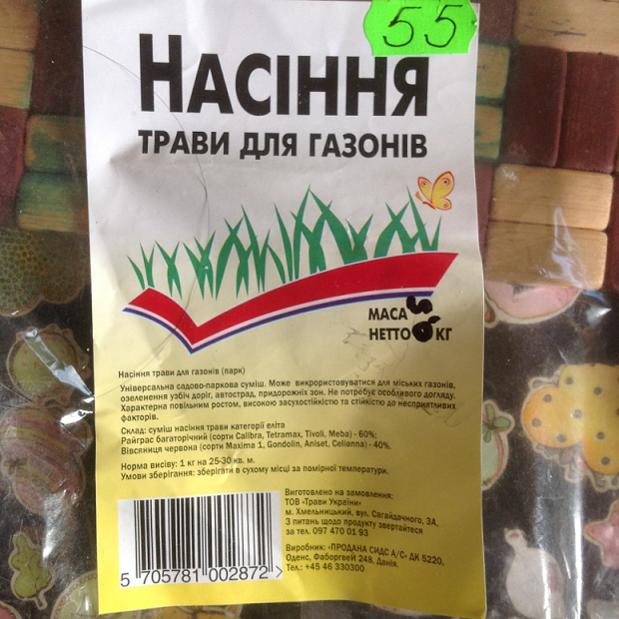 55
НАСІННЯ
ТРАВИ ДЛЯ ГАЗОНІВ
МАСА
НЕТТО КГ
Насіння трави для газонів (парк)
Універсальна садово-паркова суміш. Може викрористовуватися для міських газонів,
озеленення узбіч доріг, автострад, придорожніх зон. Не потребує особливого догляду.
Характерна повільним ростом, високою засухостійкістю та стійкістю до несприятливих
факторів.
Склад: суміш насіння трави категорії еліта
Райграс багаторічний (сорти Calibra, Tetramax, Tivoli, Meba) - 60%;
Вівсяниця червона (сорти Maxima 1, Gondolin, Aniset, Celianna) - 40%.
Норма висіву: 1 кг на 25-30 кв. м.
Умови зберігання: зберігати в сухому місці за помірної температури.
Виготовлено на замовлення:
ТОВ «Трави України»
м. Хмельницький, вул. Сагайдачного, 3А,
З питань щодо продукту звертайтеся
за тел. 097 470 01 93
Виробник: «ПРОДАНА СИДС А/С» ДК 5220,
Оденс, Фаборгвей 248, Данія.
Тел.: +45 46 330300
5 705781 002872 >